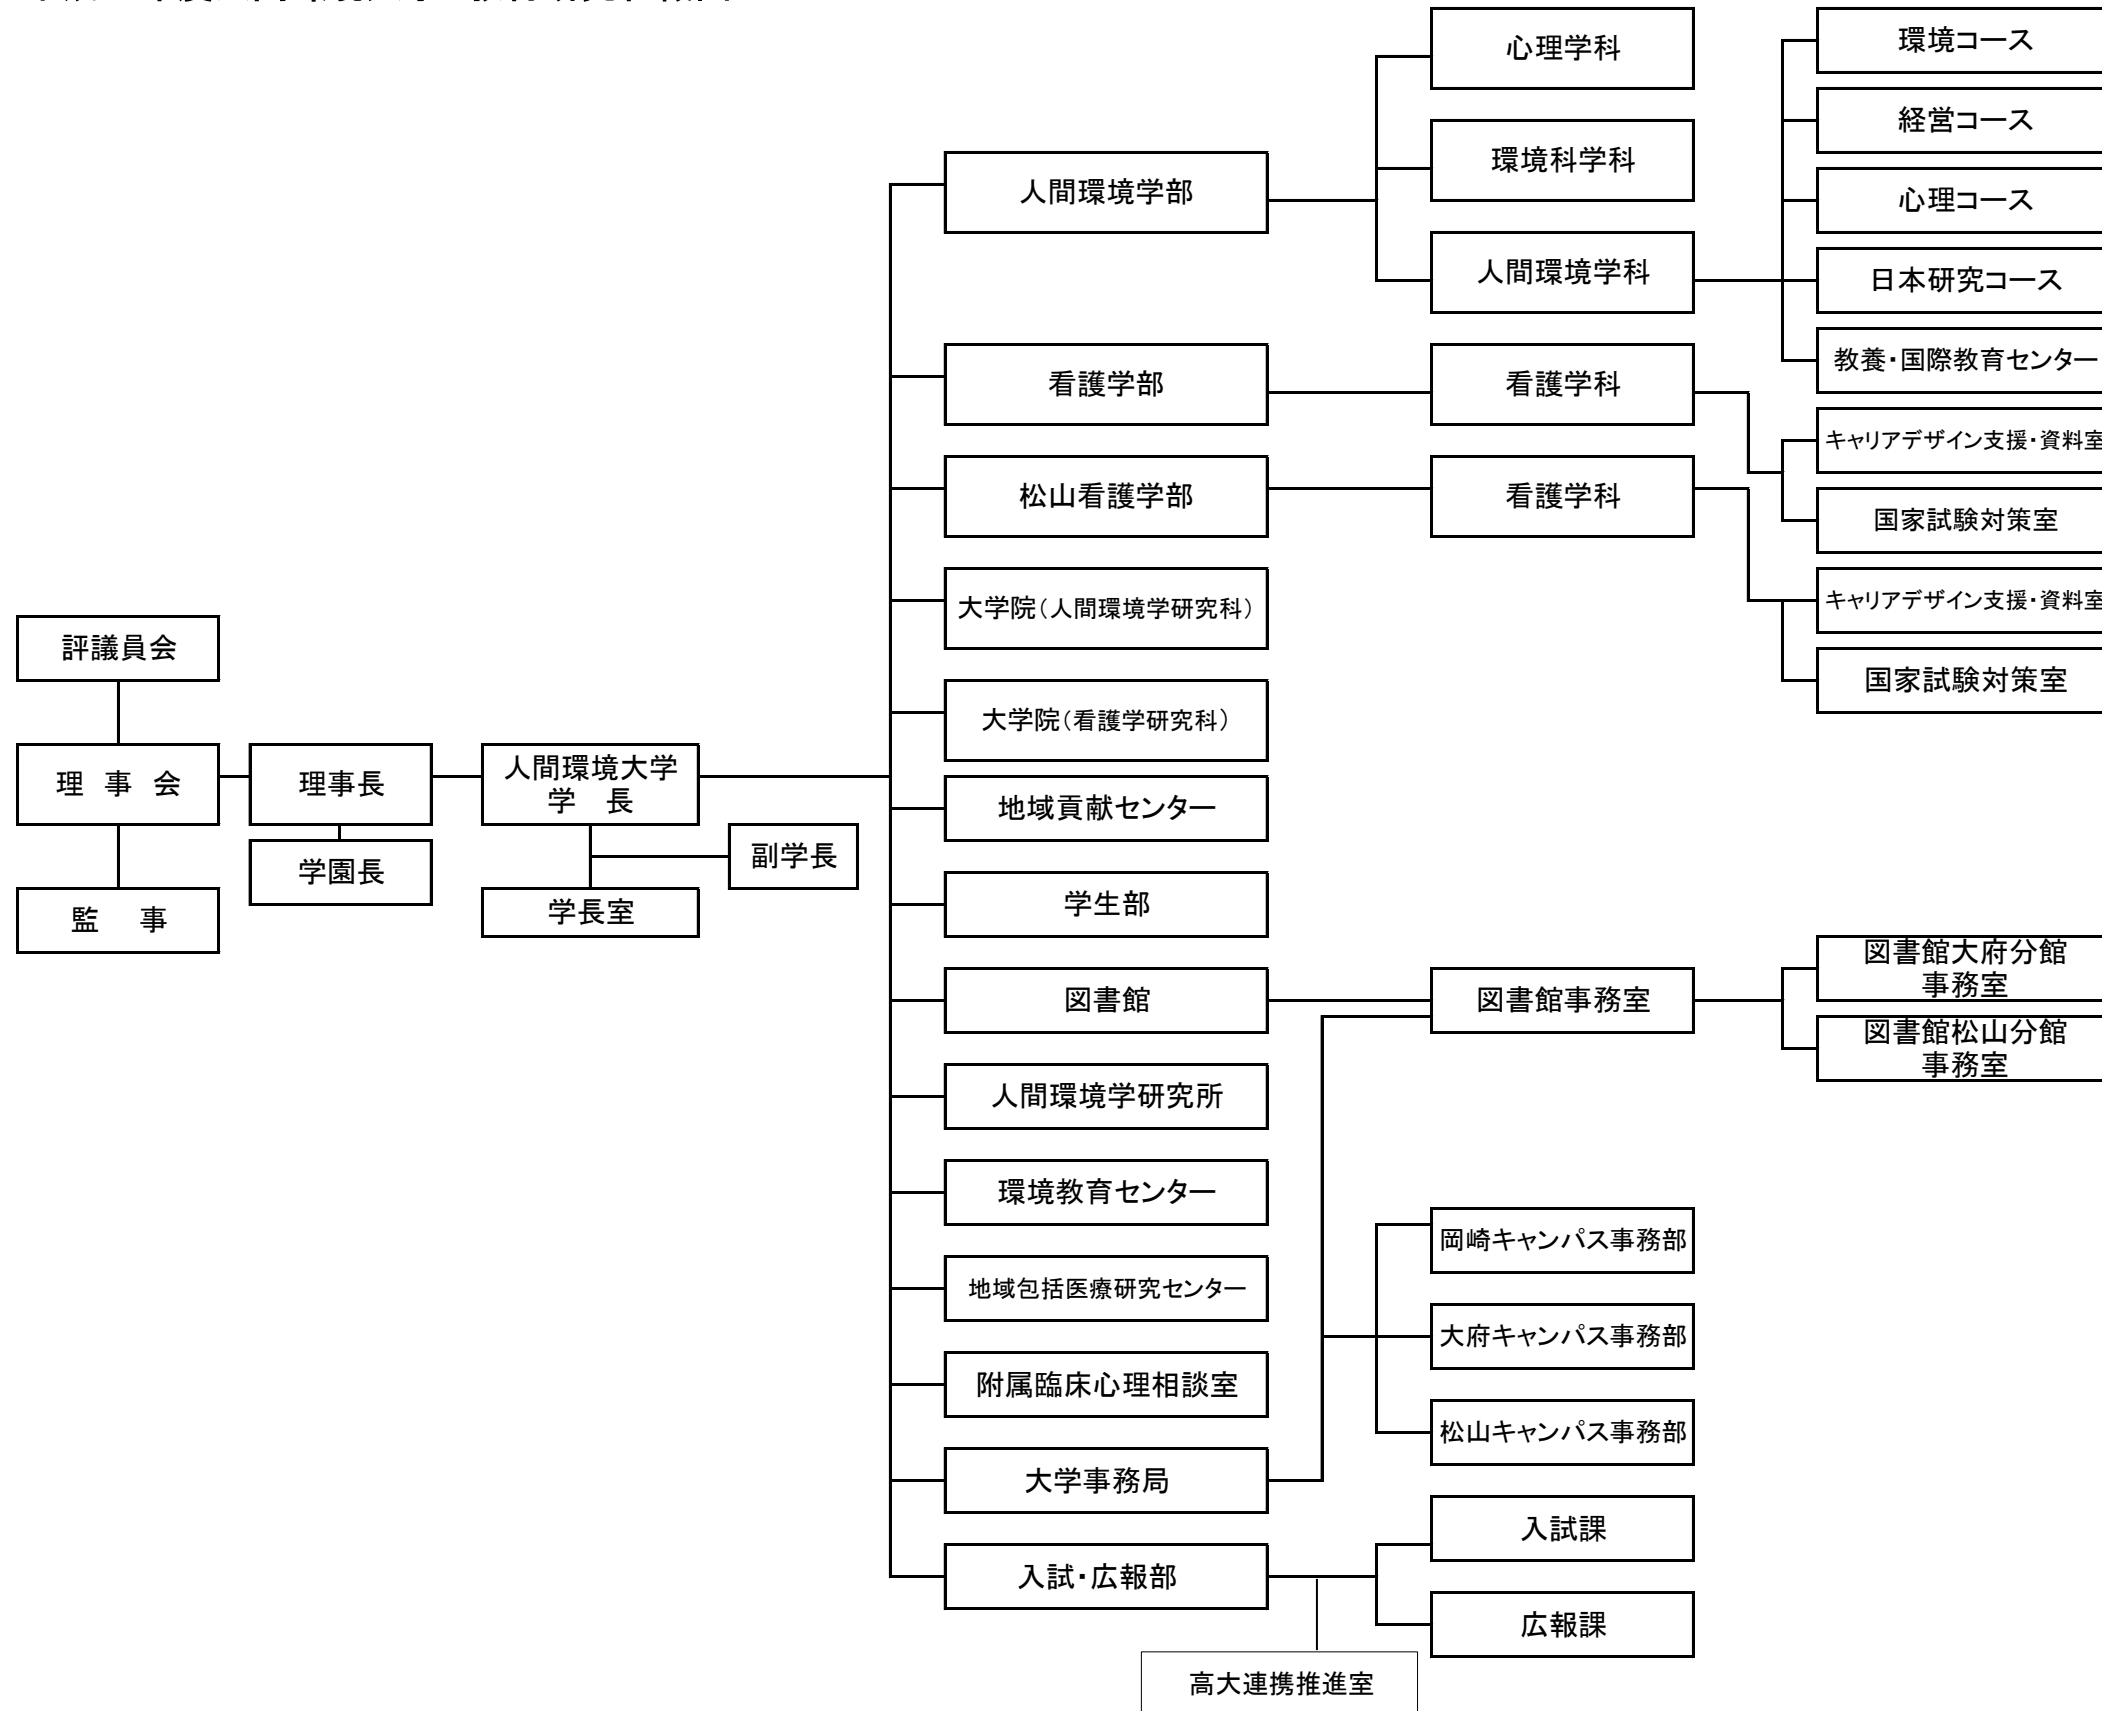 心理学科
環境科学科
人間環境学科
環境コース
経営コース
心理コース
日本研究コース
教養・国際教育センター
人間環境学部
看護学部
看護学科
キャリアデザイン支援・資料室
国家試験対策室
松山看護学部
看護学科
キャリアデザイン支援・資料室
国家試験対策室
大学院（人間環境学研究科）
大学院（看護学研究科）
評議員会
理 事 会
監　事
理事長
学園長
人間環境大学
学　長
副学長
学長室
地域貢献センター
学生部
図書館
図書館事務室
図書館大府分館
事務室
図書館松山分館
事務室
人間環境学研究所
環境教育センター
地域包括医療研究センター
附属臨床心理相談室
大学事務局
岡崎キャンパス事務部
大府キャンパス事務部
松山キャンパス事務部
入試・広報部
入試課
広報課
高大連携推進室